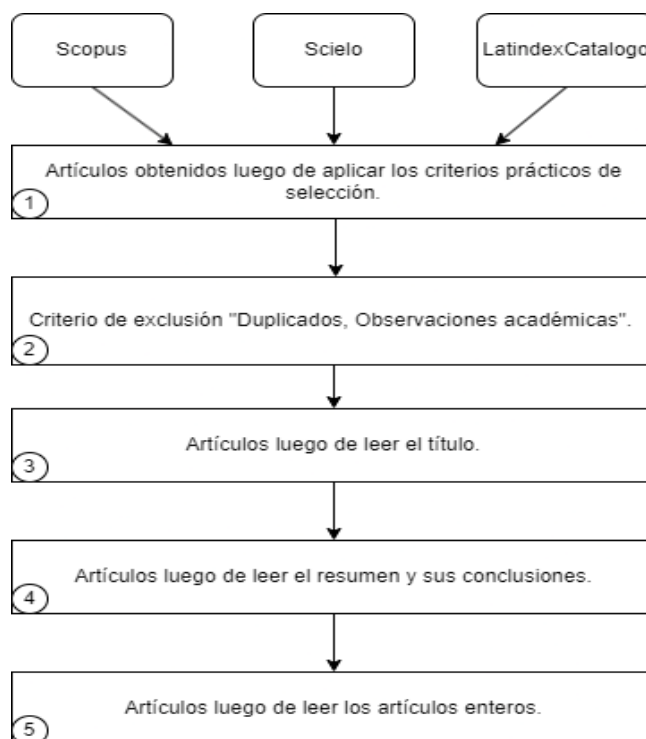 Scopus
Scielo
LatindexCatalogo
Artículos obtenidos luego de aplicar los criterios prácticos de
selección.
1
Criterio de exclusión "Duplicados, Observaciones académicas".
2
Artículos luego de leer el título.
3
Artículos luego de leer el resumen y sus conclusiones.
4
Artículos luego de leer los artículos enteros.
5